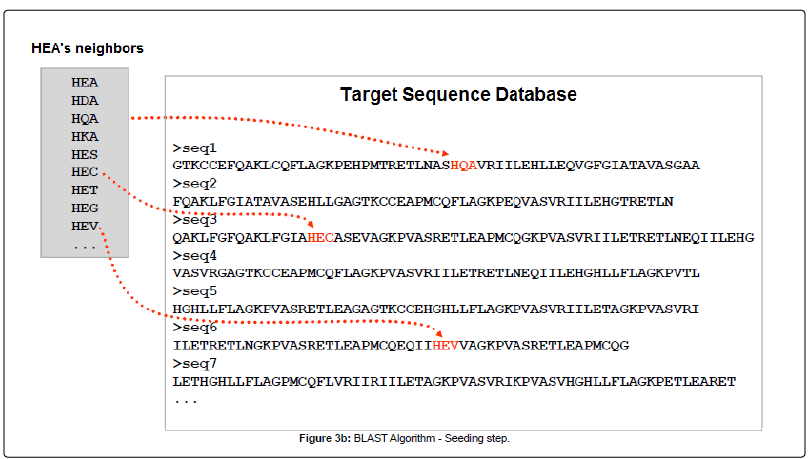 HEA's neighbors
HEA
HDA
HQA
HKA
HES
HEC
HET
HEG
HEV
...
Target Sequence Database
>seq1
GTKCCEFQAKLCQFLAGKPEHPMTRETLNASHQAVRIILEHLLEQVGFGIATAVASGAA
>seq2
FQAKLFGIATAVASEHLLGAGTKCCEAPMCQFLAGKPEQVASVRIILEHGTRETLN
>seq3
QAKLFGFQAKLFGIAHECASEVAGKPVASRETLEAPMCQGKPVASVRIILETRETLNEQIILEHG
>seq4
VASVRGAGTKCCEAPMCQFLAGKPVASVRIILETRETLNEQIILEHGHLLFLAGKPVTL
>seq5
HGHLLFLAGKPVASRETLEAGAGTKCCEHGHLLFLAGKPVASVRIILETAGKPVASVRI
>seq6
ILETRETLNGKPVASRETLEAPMCQEQIIHEVVAGKPVASRETLEAPMCQG
>seq7
LETHGHLLFLAGPMCQFLVRIIRIILETAGKPVASVRIKPVASVHGHLLFLAGKPETLEARET
...
Figure 3b: BLAST Algorithm - Seeding step.